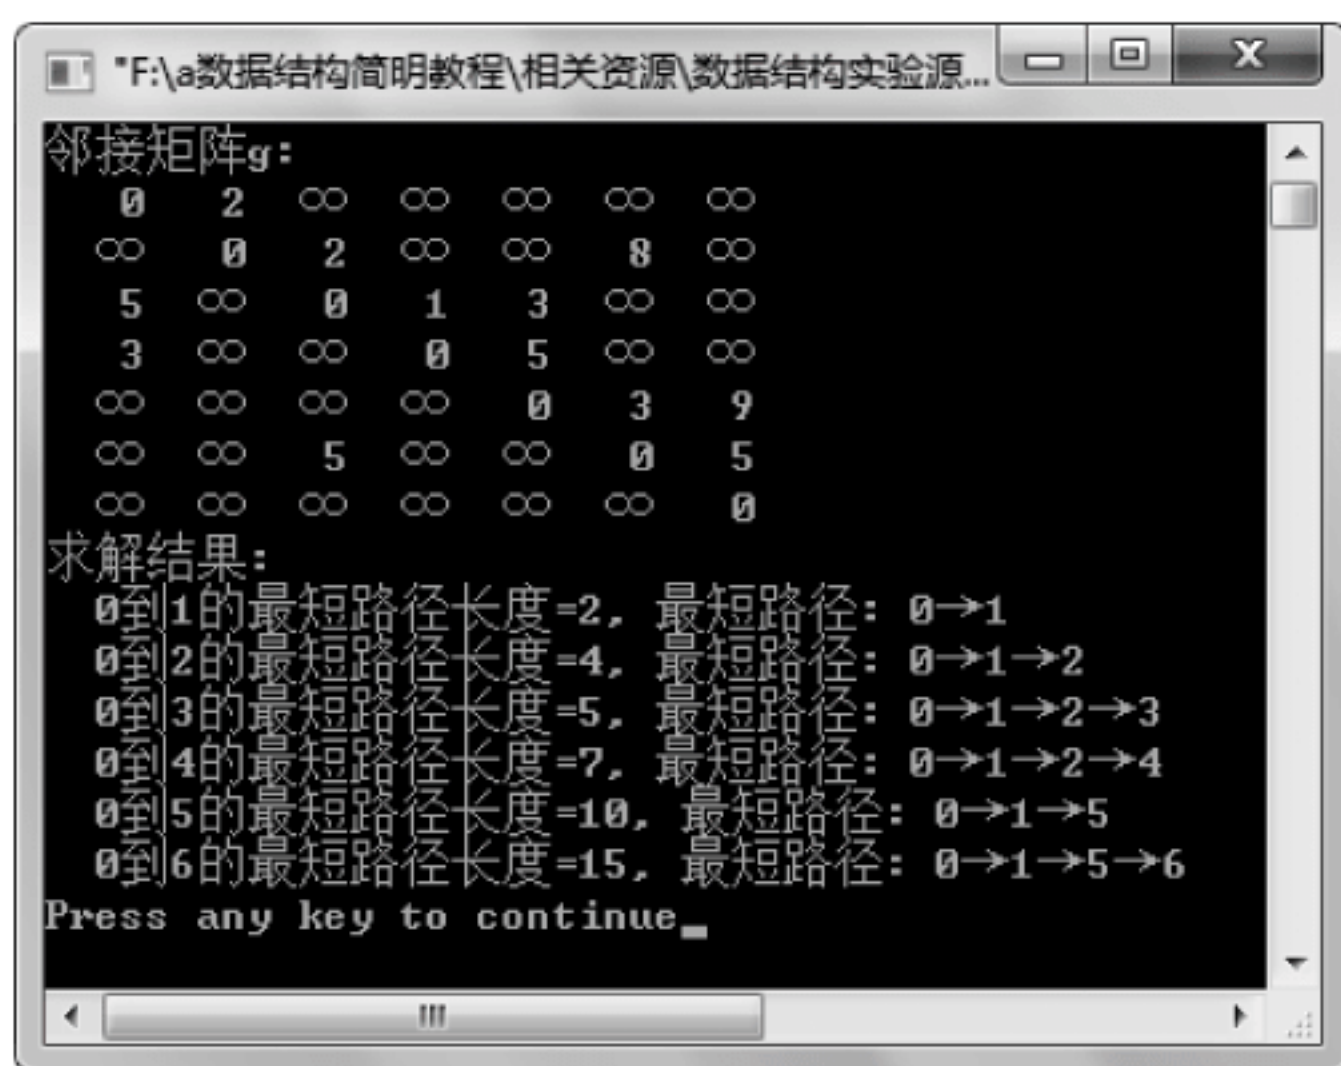 "F:\a数据结构简明教程\相关资源\数据结构实验源...
邻接矩阵g:
0 2 ∞ ∞ ∞ ∞ ∞
∞ 0 2 ∞ ∞ 8 ∞
5 ∞ 0 1 3 ∞ ∞
3 ∞ ∞ 0 5 ∞ ∞
∞ ∞ ∞ ∞ 0 3 9
∞ ∞ 5 ∞ ∞ 0 5
∞ ∞ ∞ ∞ ∞ ∞ 0
求解结果:
0到1的最短路径长度=2, 最短路径: 0→1
0到2的最短路径长度=4, 最短路径: 0→1→2
0到3的最短路径长度=5, 最短路径: 0→1→2→3
0到4的最短路径长度=7, 最短路径: 0→1→2→4
0到5的最短路径长度=10, 最短路径: 0→1→5
0到6的最短路径长度=15, 最短路径: 0→1→5→6
Press any key to continue